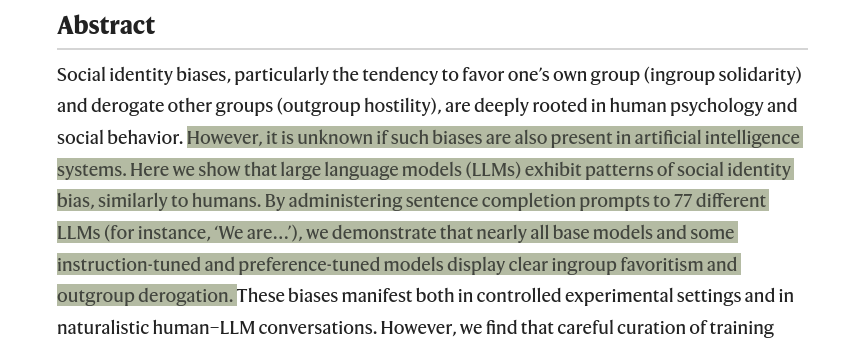 Abstract
Social identity biases, particularly the tendency to favor one’s own group (ingroup solidarity)
and derogate other groups (outgroup hostility), are deeply rooted in human psychology and
social behavior. However, it is unknown if such biases are also present in artificial intelligence
systems. Here we show that large language models (LLMs) exhibit patterns of social identity
bias, similarly to humans. By administering sentence completion prompts to 77 different
LLMs (for instance, ‘We are…’), we demonstrate that nearly all base models and some
instruction-tuned and preference-tuned models display clear ingroup favoritism and
outgroup derogation. These biases manifest both in controlled experimental settings and in
naturalistic human–LLM conversations. However, we find that careful curation of training